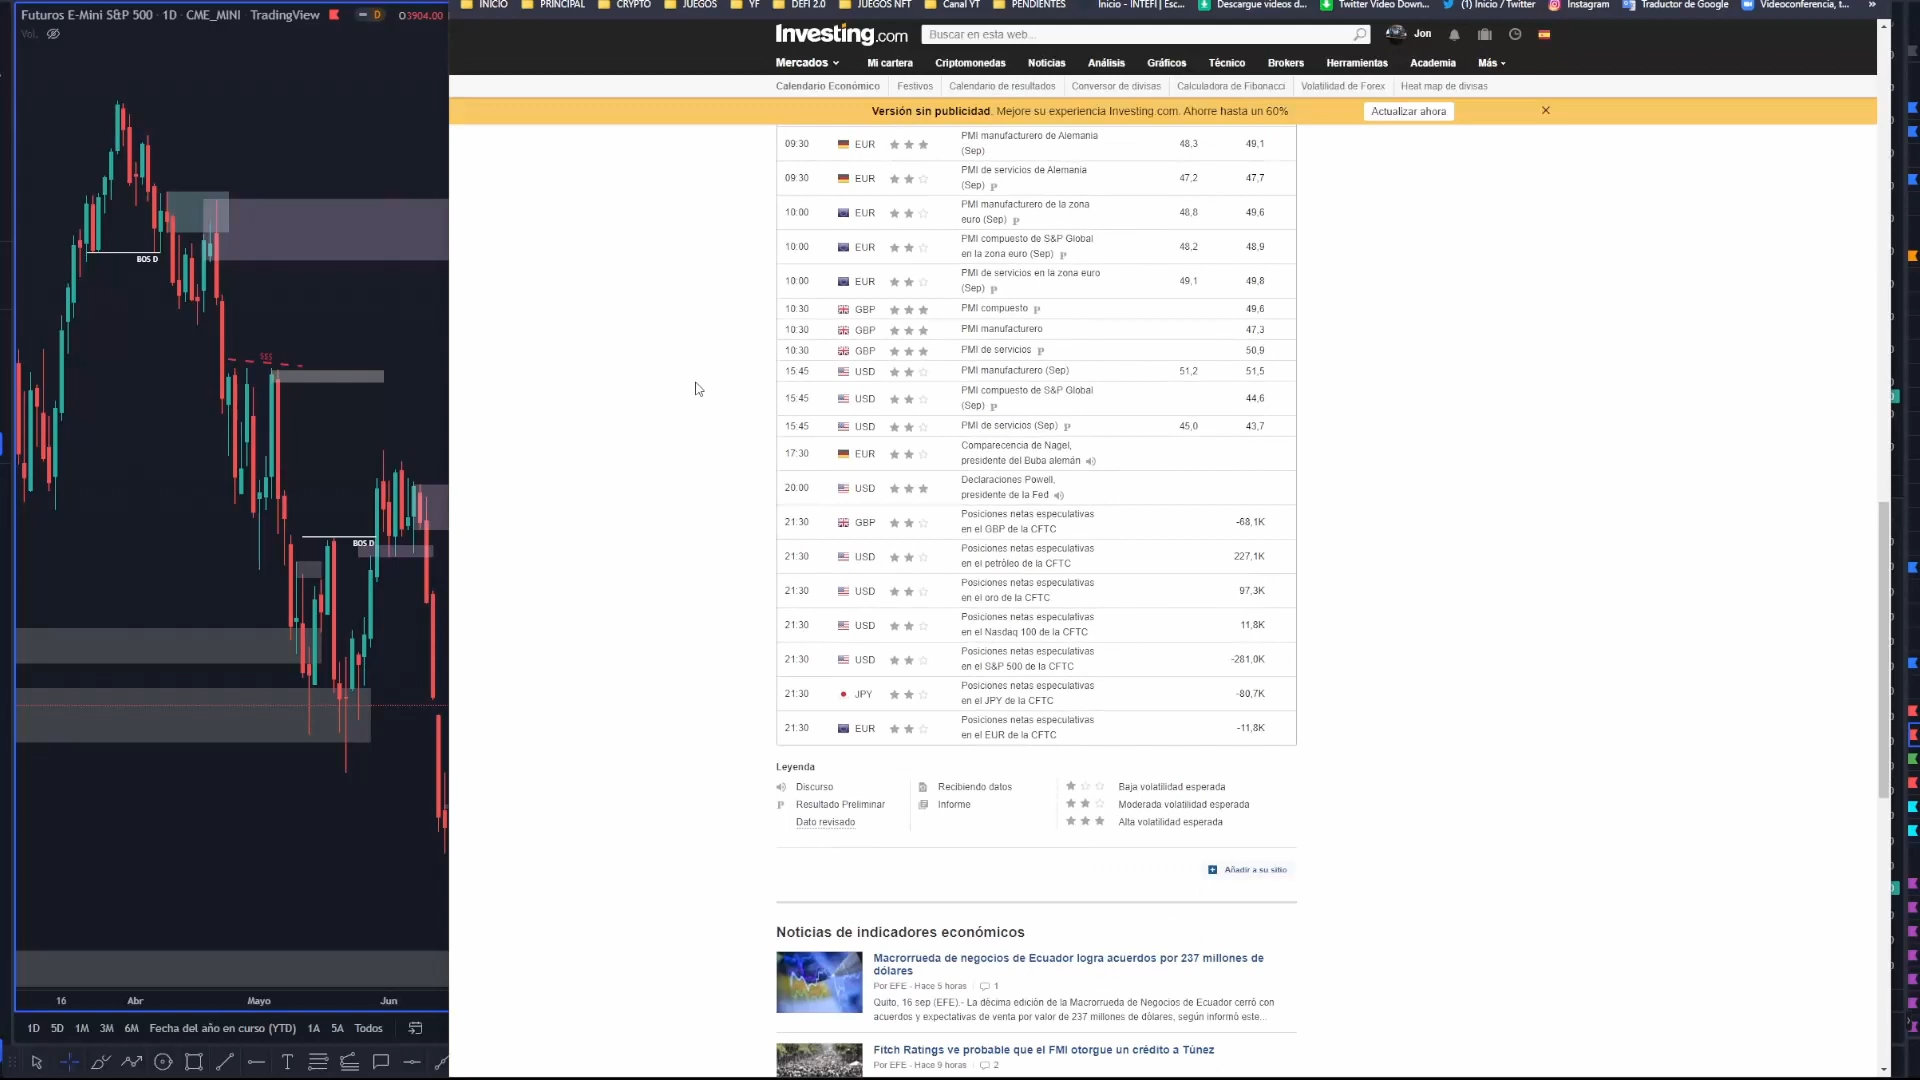 Futuros E-Mini S&P 500 · 1D · CME_MINI · TradingView
D
O3904.00
Vol.
INICIO
PRINCIPAL
CRYPTO
JUEGOS
YF
DEFI 2.0
JUEGOS NFT
Canal YT
PENDIENTES
Inicio - INTEFI | Esc...
Descargue videos d...
Twitter Video Down...
(1) Inicio / Twitter
Instagram
Traductor de Google
Videoconferencia, t...
»
Investing.com
Buscar en esta web...
Jon
Mercados
Mi cartera
Criptomonedas
Noticias
Análisis
Gráficos
Técnico
Brokers
Herramientas
Academia
Más
Calendario Económico
Festivos
Calendario de resultados
Conversor de divisas
Calculadora de Fibonacci
Volatilidad de Forex
Heat map de divisas
Versión sin publicidad. Mejore su experiencia Investing.com. Ahorre hasta un 60%
Actualizar ahora
09:30 EUR PMI manufacturero de Alemania 48,3 49,1
(Sep)
09:30 EUR PMI de servicios de Alemania 47,2 47,7
(Sep) P
10:00 EUR PMI manufacturero de la zona 48,8 49,6
euro (Sep) P
10:00 EUR PMI compuesto de S&P Global 48,2 48,9
en la zona euro (Sep) P
10:00 EUR PMI de servicios en la zona euro 49,1 49,8
(Sep) P
10:30 GBP PMI compuesto P 49,6
10:30 GBP PMI manufacturero 47,3
10:30 GBP PMI de servicios P 50,9
15:45 USD PMI manufacturero (Sep) 51,2 51,5
15:45 USD PMI compuesto de S&P Global 44,6
(Sep) P
15:45 USD PMI de servicios (Sep) P 45,0 43,7
17:30 EUR Comparecencia de Nagel,
presidente del Buba alemán
20:00 USD Declaraciones Powell,
presidente de la Fed
21:30 GBP Posiciones netas especulativas -68,1K
en el GBP de la CFTC
21:30 USD Posiciones netas especulativas 227,1K
en el petróleo de la CFTC
21:30 USD Posiciones netas especulativas 97,3K
en el oro de la CFTC
21:30 USD Posiciones netas especulativas 11,8K
en el Nasdaq 100 de la CFTC
21:30 USD Posiciones netas especulativas -281,0K
en el S&P 500 de la CFTC
21:30 JPY Posiciones netas especulativas -80,7K
en el JPY de la CFTC
21:30 EUR Posiciones netas especulativas -11,8K
en el EUR de la CFTC
Leyenda
Discurso
Recibiendo datos
Baja volatilidad esperada
P Resultado Preliminar
Informe
Moderada volatilidad esperada
Dato revisado
Alta volatilidad esperada
Añadir a su sitio
Noticias de indicadores económicos
Macrorrueda de negocios de Ecuador logra acuerdos por 237 millones de
dólares
Por EFE - Hace 5 horas 1
Quito, 16 sep (EFE).- La décima edición de la Macrorrueda de Negocios de Ecuador cerró con
acuerdos y expectativas de venta por valor de 237 millones de dólares, según informó este...
Fitch Ratings ve probable que el FMI otorgue un crédito a Túnez
Por EFE - Hace 9 horas 2
BOS D
$$$
BOS D
16
Abr
Mayo
Jun
1D
5D
1M
3M
6M
Fecha del año en curso (YTD)
1A
5A
Todos